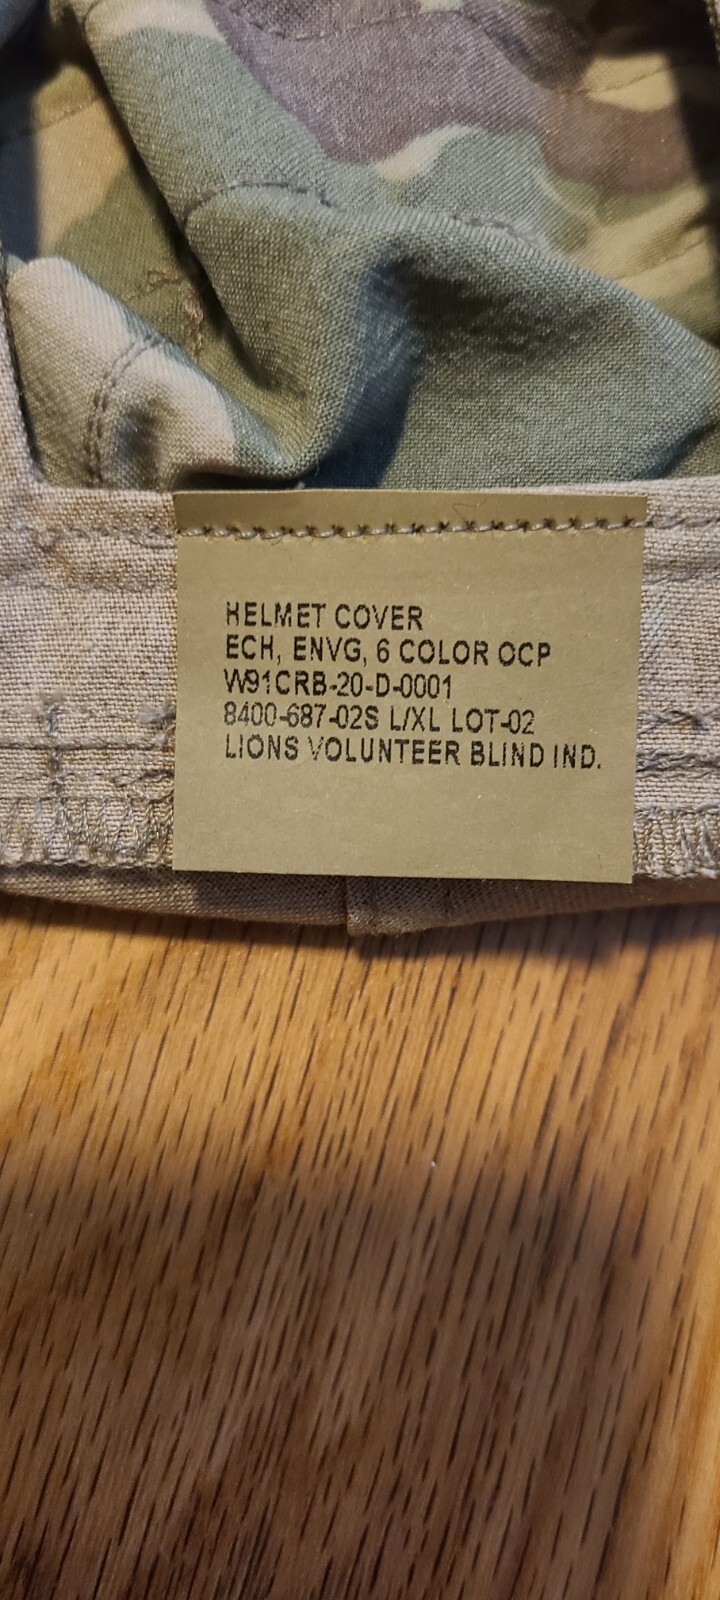 HELMET COVER
ECH, ENVG, 6 COLOR OCP
W91CRB-20-D-0001
8400-687-02S L/XL LOT-02
LIONS VOLUNTEER BLIND IND.